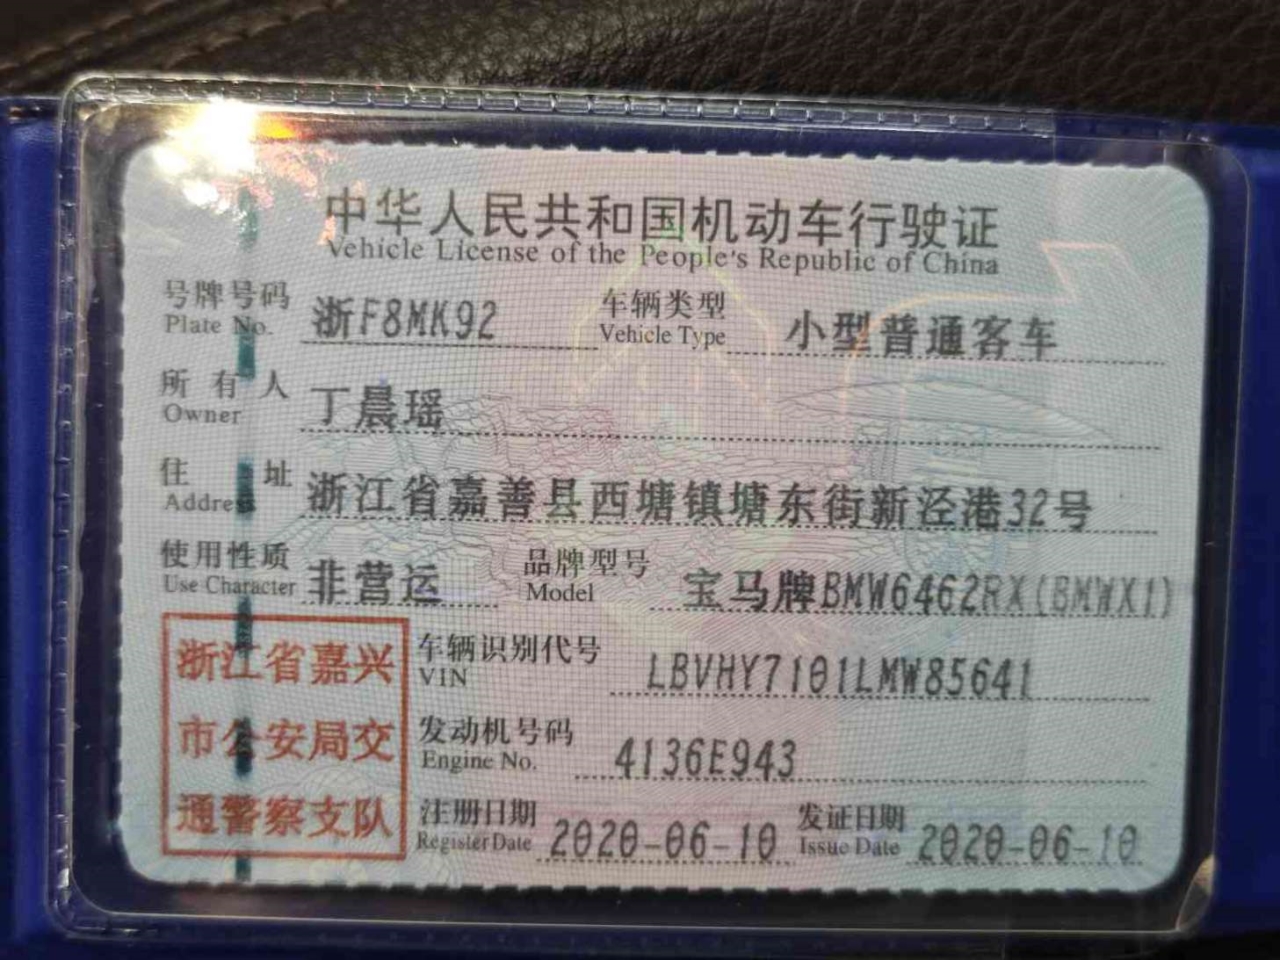 中华人民共和国机动车行驶证
Vehicle License of the People's Republic of China
号牌号码 浙F8MK92 车辆类型 小型普通客车
Plate No. Vehicle Type
所有人 丁晨瑶
Owner
住址 浙江省嘉善县西塘镇塘东街新泾港32号
Address
使用性质 非营运 品牌型号 宝马牌BMW6462RX(BMWX1)
Use Character Model
浙江省嘉兴
市公安局交
通警察支队
车辆识别代号 LBVHY7101LMW85641
VIN
发动机号码 4136E943
Engine No.
注册日期 2020-06-10 发证日期 2020-06-10
Register Date Issue Date